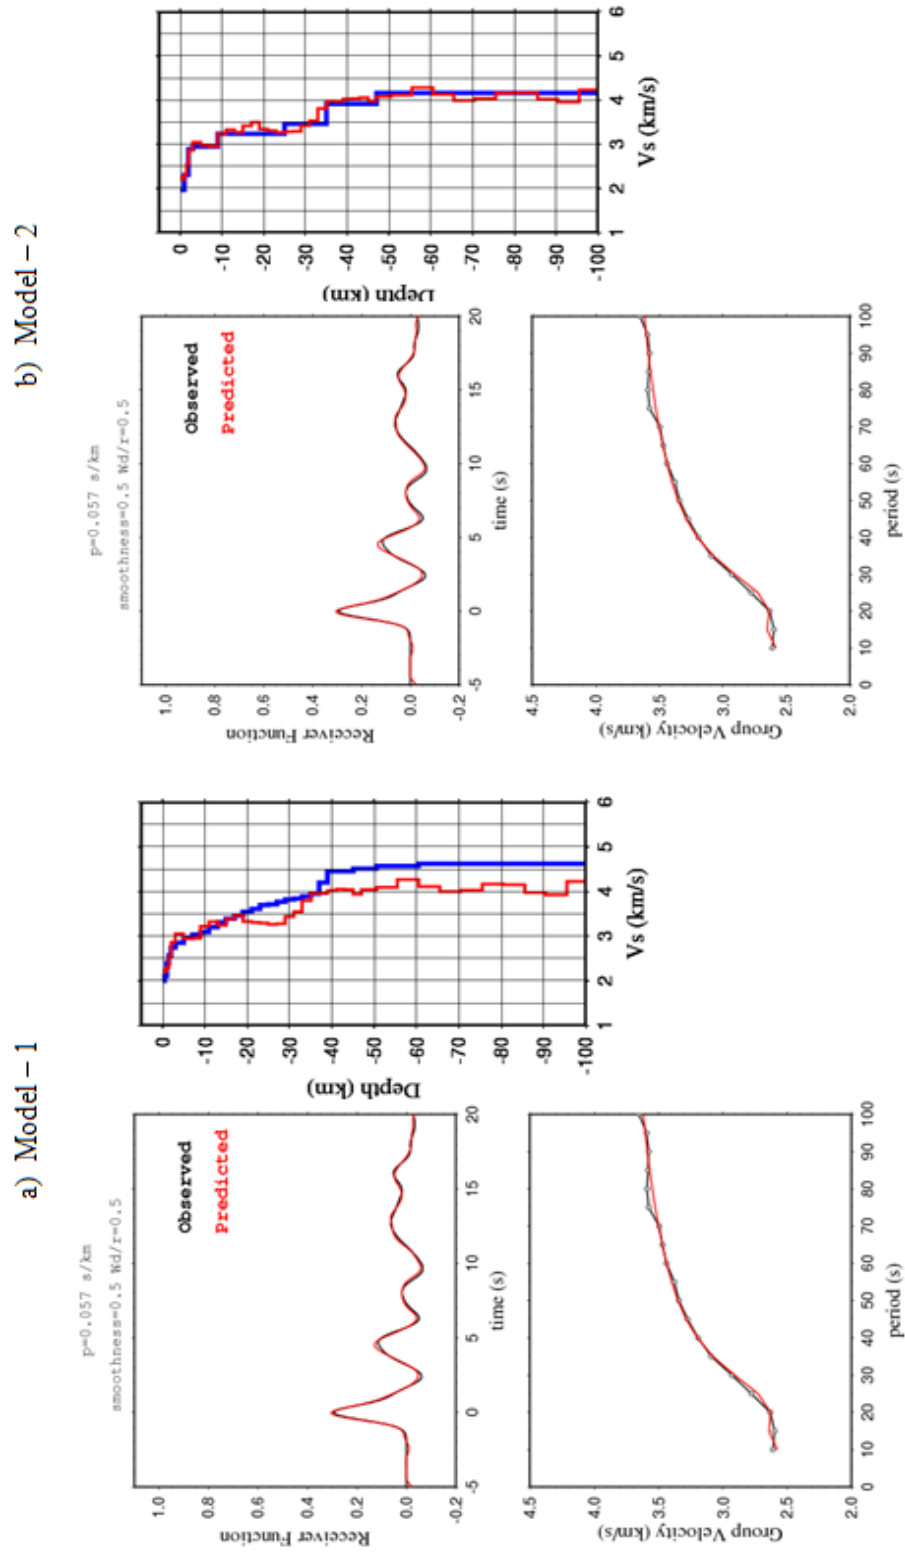 a) Model – 1
p=0.057 s/km
smoothness=0.5 Wd/r=0.5
Receiver Function
1.0
0.8
0.6
0.4
0.2
0.0
-0.2
Observed
Predicted
-5 0 5 10 15 20
time (s)
Group Velocity (km/s)
4.5
4.0
3.5
3.0
2.5
2.0
0 10 20 30 40 50 60 70 80 90 100
period (s)
Depth (km)
0
-10
-20
-30
-40
-50
-60
-70
-80
-90
-100
1 2 3 4 5 6
Vs (km/s)
b) Model – 2
p=0.057 s/km
smoothness=0.5 Wd/r=0.5
Receiver Function
1.0
0.8
0.6
0.4
0.2
0.0
-0.2
Observed
Predicted
-5 0 5 10 15 20
time (s)
Group Velocity (km/s)
4.5
4.0
3.5
3.0
2.5
2.0
0 10 20 30 40 50 60 70 80 90 100
period (s)
Depth (km)
0
-10
-20
-30
-40
-50
-60
-70
-80
-90
-100
1 2 3 4 5 6
Vs (km/s)